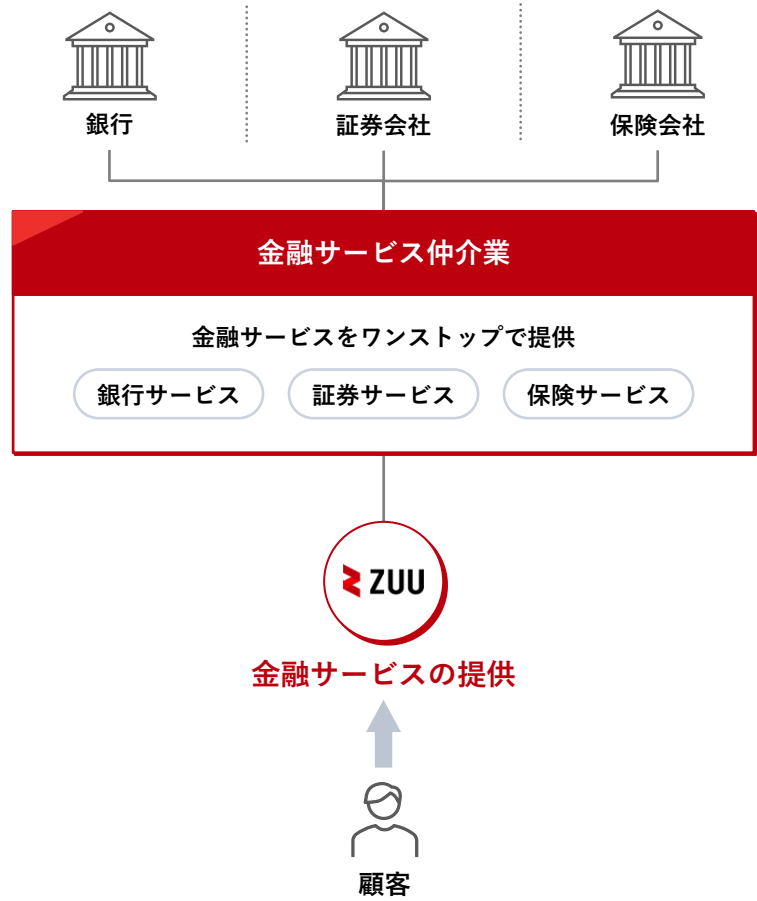 銀行
証券会社
保険会社
金融サービス仲介業
金融サービスをワンストップで提供
銀行サービス
証券サービス
保険サービス
ZUU
金融サービスの提供
顧客